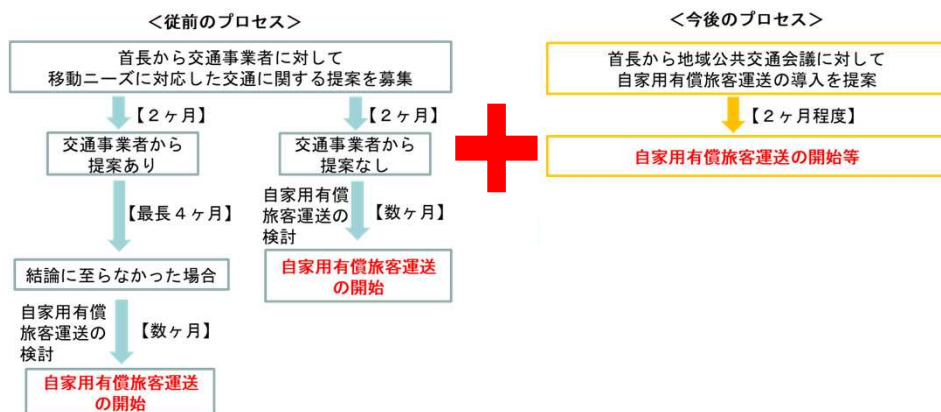 ＜従前のプロセス＞
首長から交通事業者に対して
移動ニーズに対応した交通に関する提案を募集
【２ヶ月】
交通事業者から
提案あり
【最長４ヶ月】
結論に至らなかった場合
自家用有償
旅客運送の
検討
【数ヶ月】
自家用有償旅客運送
の開始
【２ヶ月】
交通事業者から
提案なし
自家用有償
旅客運送の
検討
【数ヶ月】
自家用有償旅客運送
の開始
＜今後のプロセス＞
首長から地域公共交通会議に対して
自家用有償旅客運送の導入を提案
【２ヶ月程度】
自家用有償旅客運送の開始等